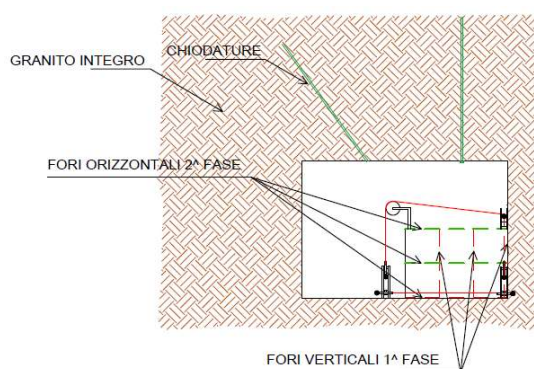 CHIODATURE
GRANITO INTEGRO
FORI ORIZZONTALI 2^ FASE
FORI VERTICALI 1^ FASE